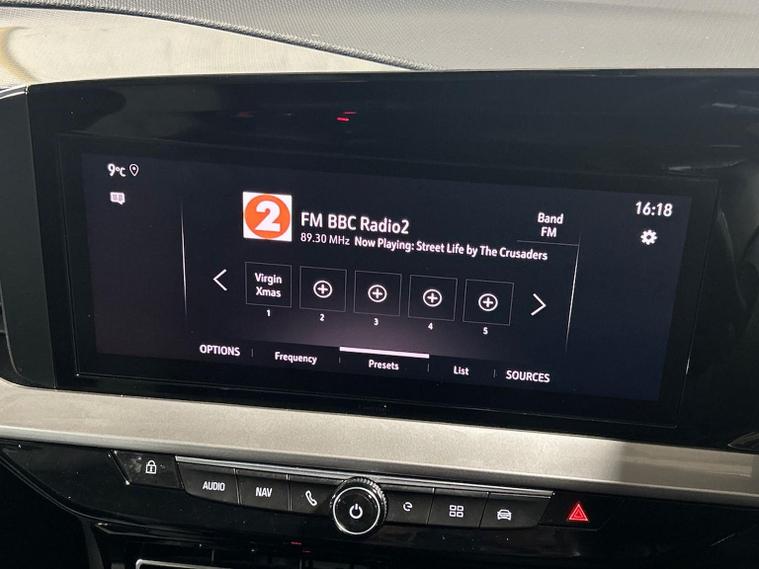 9°C
16:18
2
FM BBC Radio2
89.30 MHz Now Playing: Street Life by The Crusaders
Band
FM
Virgin
Xmas
1 2 3 4 5
OPTIONS Frequency Presets List SOURCES
AUDIO NAV